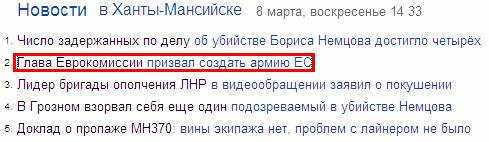 Новости в Ханты-Мансийске 8 марта, воскресенье 14 33
1. Число задержанных по делу об убийстве Бориса Немцова достигло четырёх
2. Глава Еврокомиссии призвал создать армию ЕС
3. Лидер бригады ополчения ЛНР в видеообращении заявил о покушении
4. В Грозном взорвал себя еще один подозреваемый в убийстве Немцова
5. Доклад о пропаже MH370: вины экипажа нет, проблем с лайнером не было